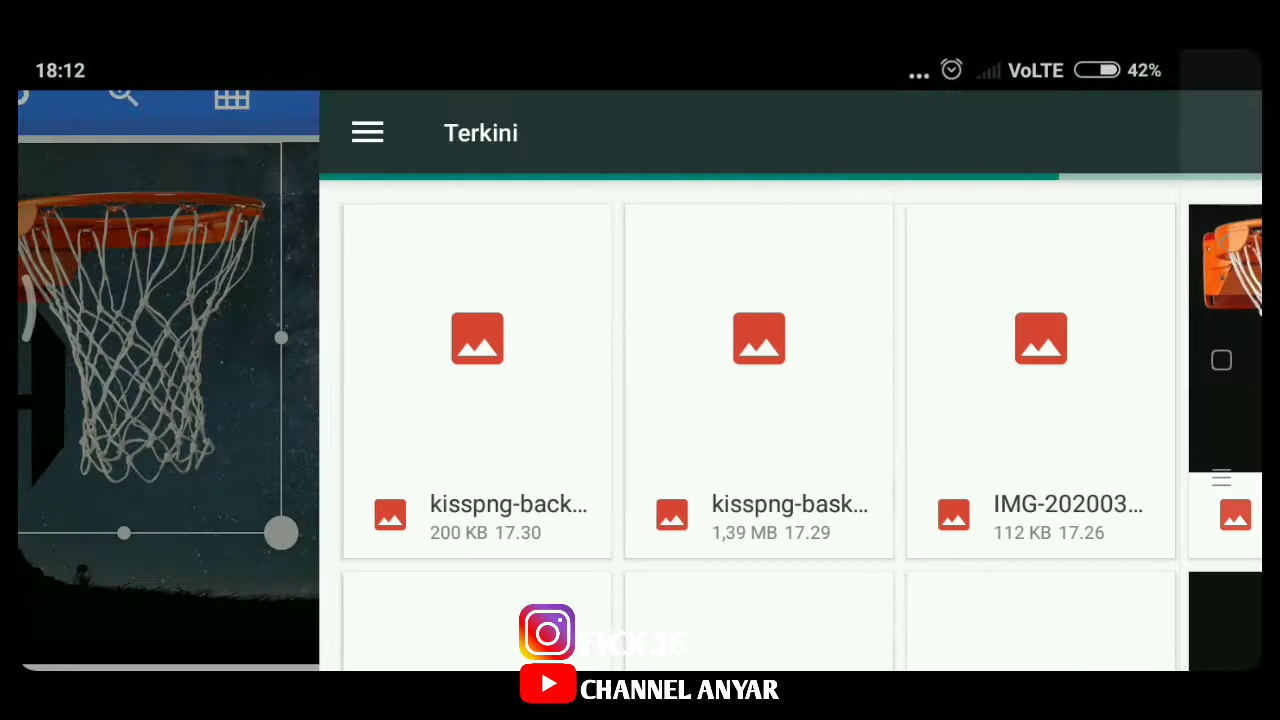 18:12
... VoLTE 42%
Terkini
kisspng-back...
200 KB 17.30
kisspng-bask...
1,39 MB 17.29
IMG-202003...
112 KB 17.26
CHANNEL ANYAR